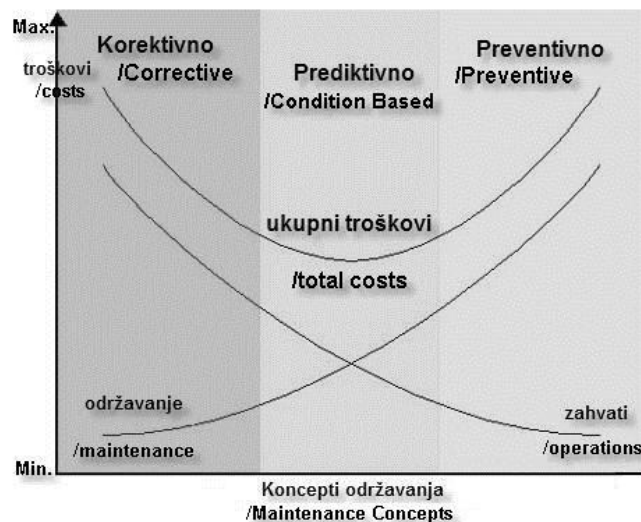 Max.
troškovi
/costs
Korektivno
/Corrective
Prediktivno
/Condition Based
Preventivno
/Preventive
ukupni troškovi
/total costs
održavanje
/maintenance
zahvati
/operations
Min.
Koncepti održavanja
/Maintenance Concepts